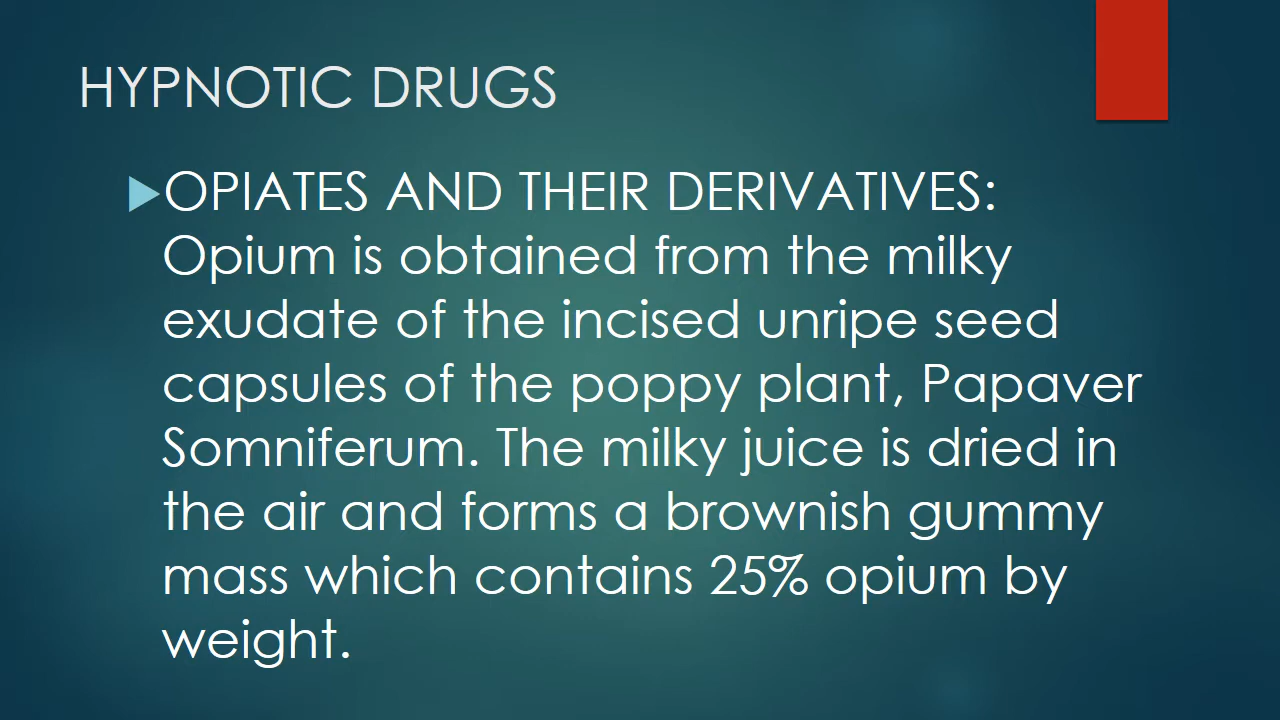 HYPNOTIC DRUGS
OPIATES AND THEIR DERIVATIVES:
Opium is obtained from the milky
exudate of the incised unripe seed
capsules of the poppy plant, Papaver
Somniferum. The milky juice is dried in
the air and forms a brownish gummy
mass which contains 25% opium by
weight.